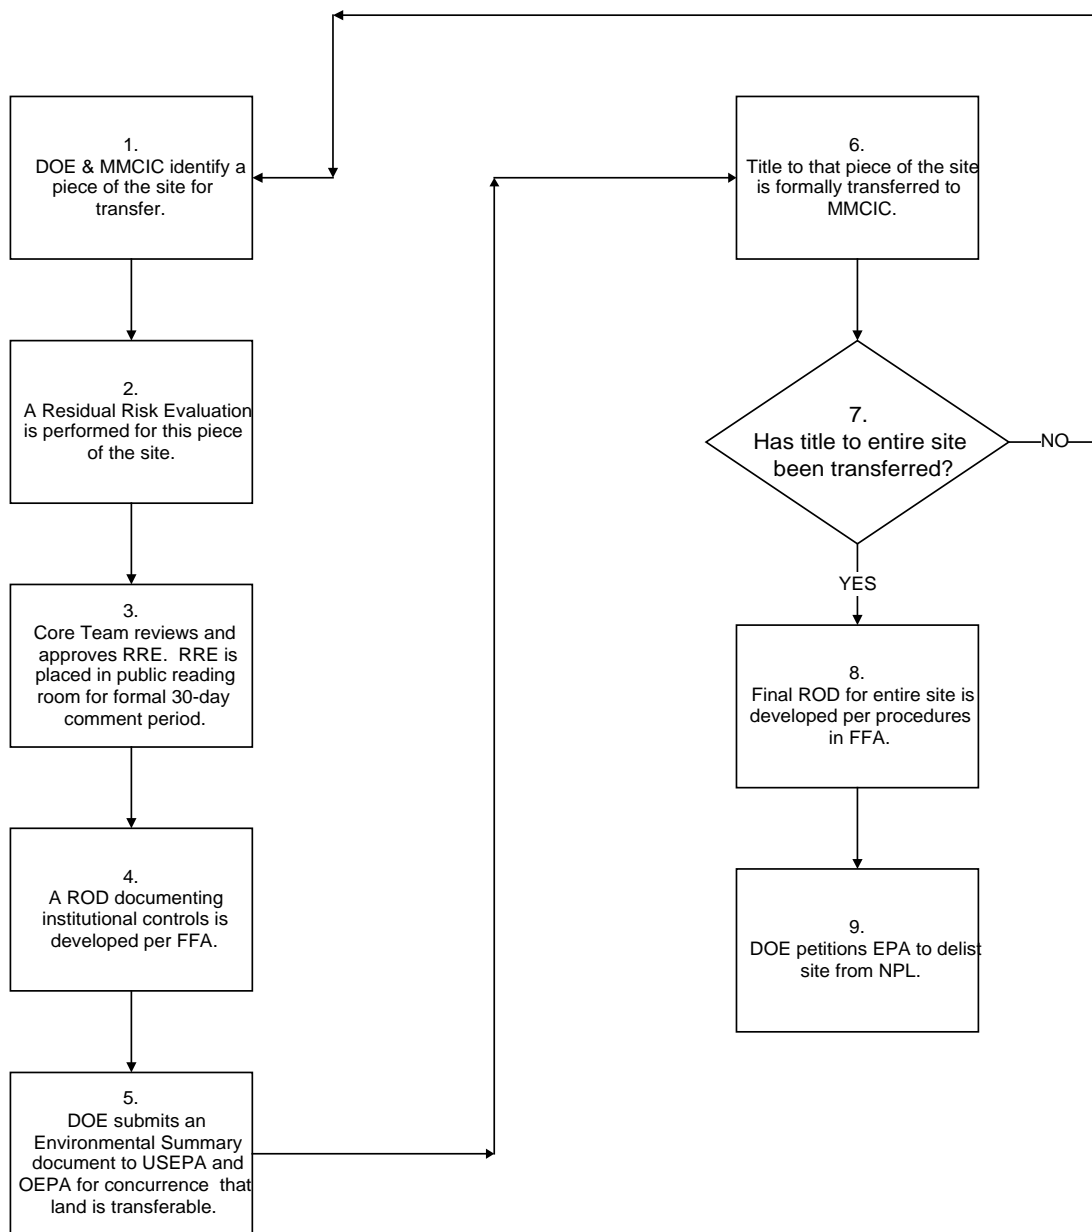 1.
DOE & MMCIC identify a
piece of the site for
transfer.
2.
A Residual Risk Evaluation
is performed for this piece
of the site.
3.
Core Team reviews and
approves RRE. RRE is
placed in public reading
room for formal 30-day
comment period.
4.
A ROD documenting
institutional controls is
developed per FFA.
5.
DOE submits an
Environmental Summary
document to USEPA and
OEPA for concurrence that
land is transferable.
6.
Title to that piece of the site
is formally transferred to
MMCIC.
7.
Has title to entire site
been transferred?
NO
YES
8.
Final ROD for entire site is
developed per procedures
in FFA.
9.
DOE petitions EPA to delist
site from NPL.